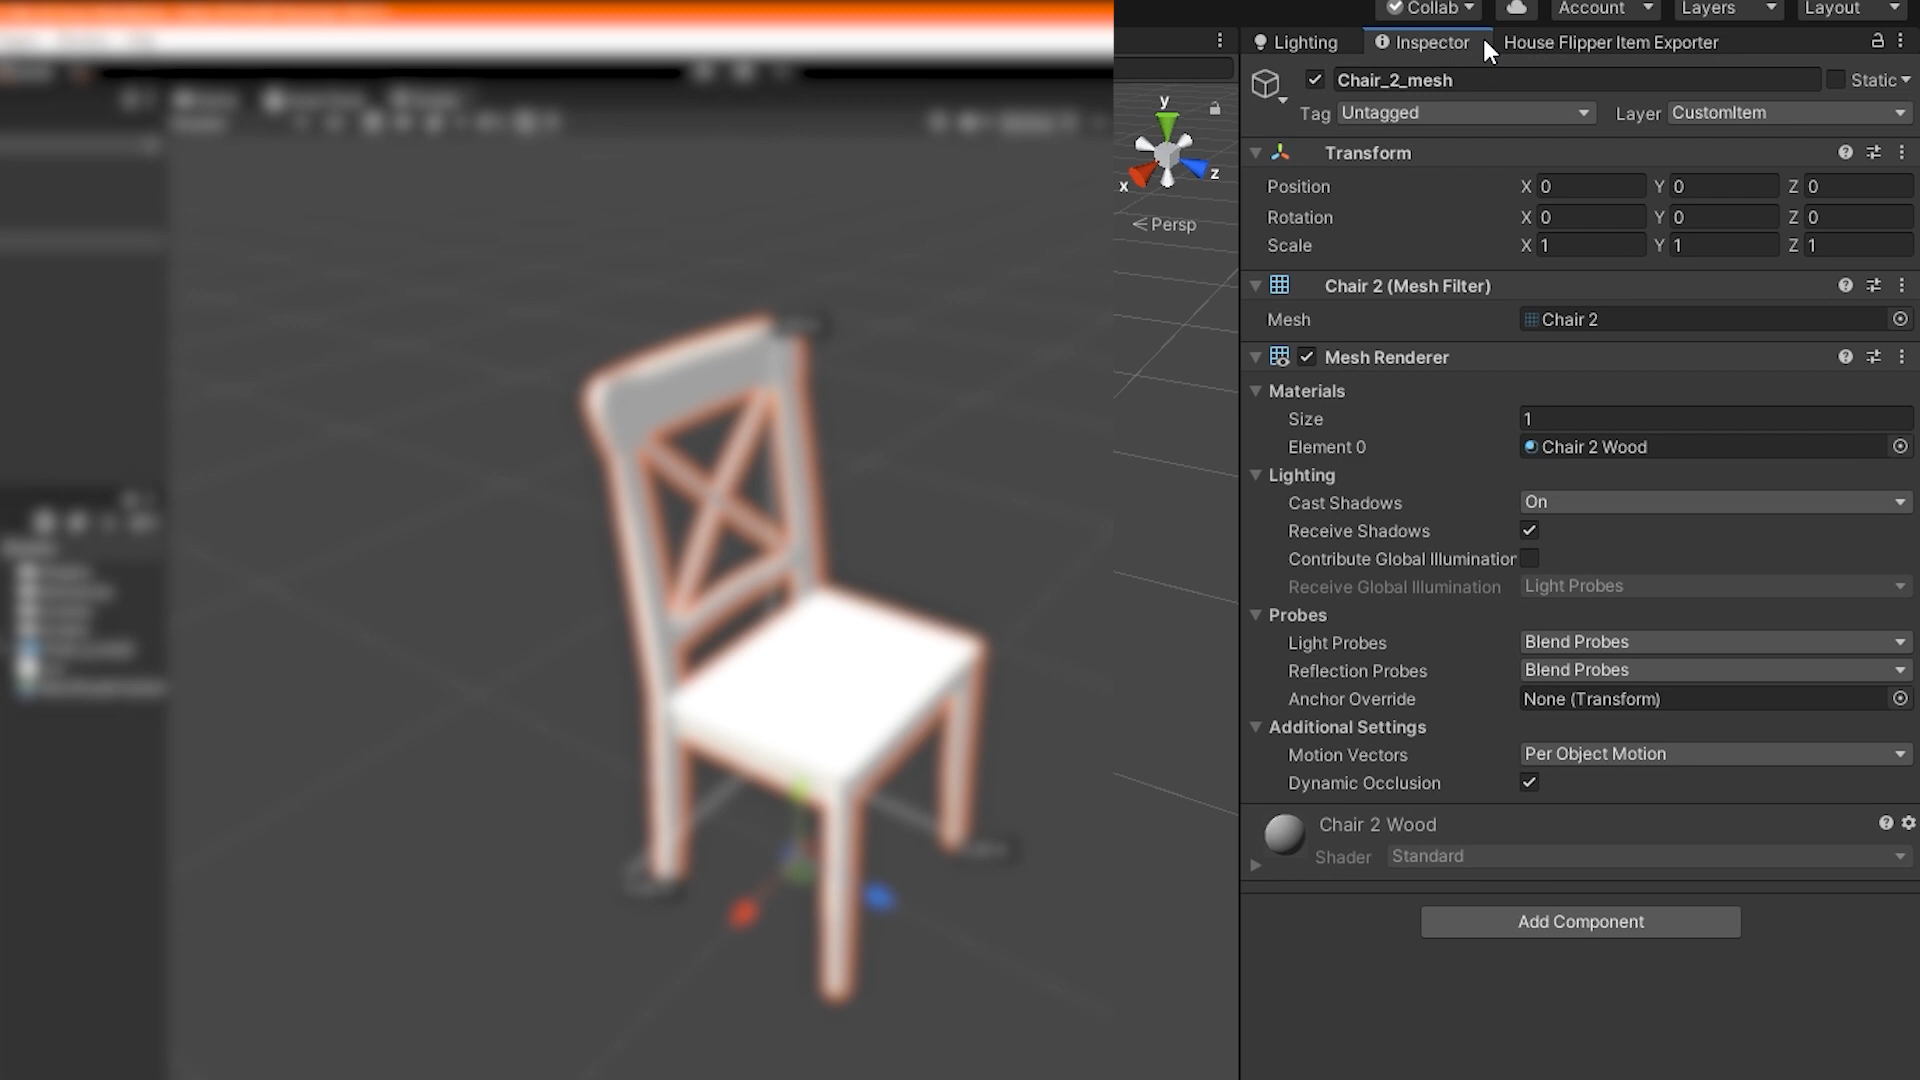 Collab Account Layers Layout
Lighting Inspector House Flipper Item Exporter
Chair_2_mesh Static
Tag Untagged Layer CustomItem
y
x
z
Persp
Transform
Position X 0 Y 0 Z 0
Rotation X 0 Y 0 Z 0
Scale X 1 Y 1 Z 1
Chair 2 (Mesh Filter)
Mesh Chair 2
Mesh Renderer
Materials
Size 1
Element 0 Chair 2 Wood
Lighting
Cast Shadows On
Receive Shadows
Contribute Global Illumination
Receive Global Illumination Light Probes
Probes
Light Probes Blend Probes
Reflection Probes Blend Probes
Anchor Override None (Transform)
Additional Settings
Motion Vectors Per Object Motion
Dynamic Occlusion
Chair 2 Wood
Shader Standard
Add Component